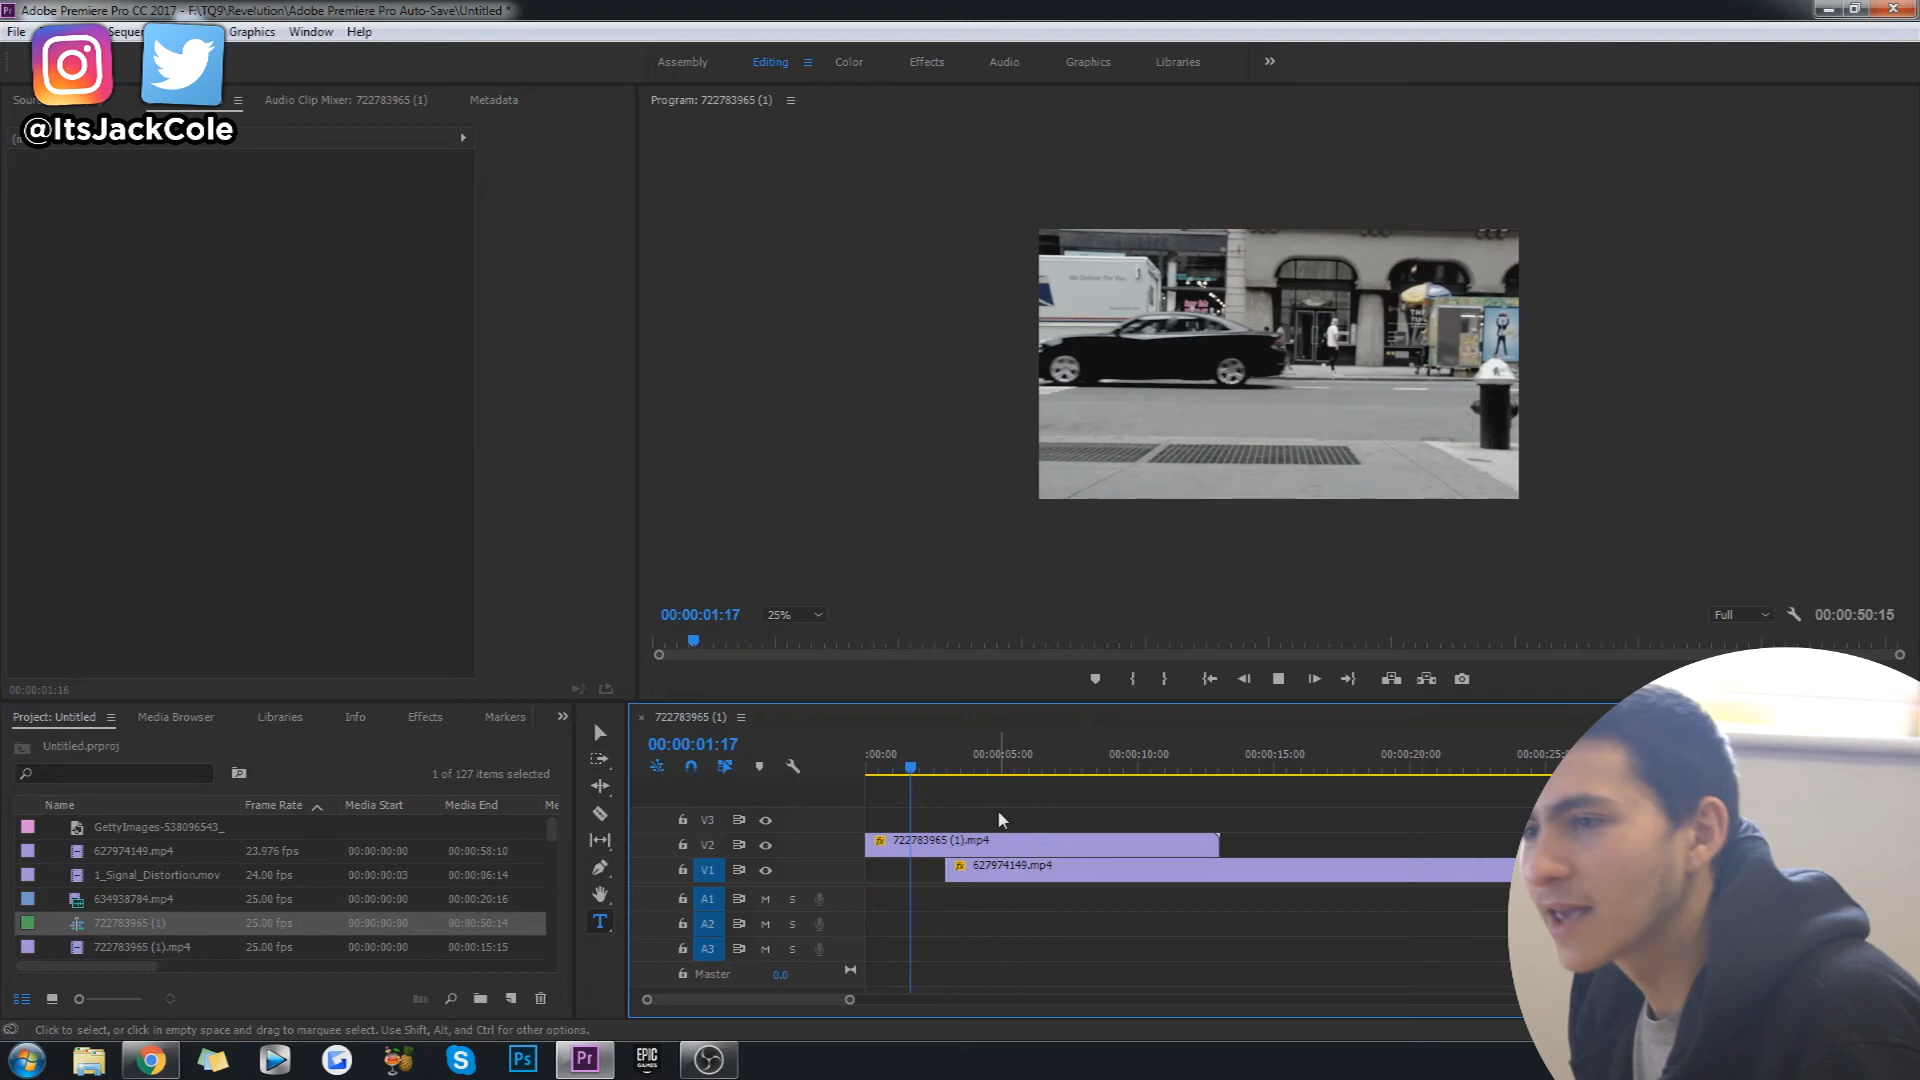 Adobe Premiere Pro CC 2017 - F:\TQ9\Revelution\Adobe Premiere Pro Auto-Save\Untitled *
File Graphics Window Help
@ItsJackCole
Assembly Editing Color Effects Audio Graphics Libraries
Audio Clip Mixer: 722783965 (1) Metadata
Program: 722783965 (1)
We Deliver For You
00:00:01:17 25% Full 00:00:50:15
00:00:01:16
Project: Untitled Media Browser Libraries Info Effects Markers
722783965 (1)
Untitled.prproj
00:00:01:17
1 of 127 items selected
:00:00 00:00:05:00 00:00:10:00 00:00:15:00 00:00:20:00 00:00:25:0
Name Frame Rate Media Start Media End Me
GettyImages-538096543_
627974149.mp4 23.976 fps 00:00:00:00 00:00:58:10
1_Signal_Distortion.mov 24.00 fps 00:00:00:03 00:00:06:14
634938784.mp4 25.00 fps 00:00:00:00 00:00:20:16
722783965 (1) 25.00 fps 00:00:00:00 00:00:50:14
722783965 (1).mp4 25.00 fps 00:00:00:00 00:00:15:15
V3
V2 722783965 (1).mp4
V1 627974149.mp4
A1 M S
A2 M S
A3 M S
Master 0.0
T
Click to select, or click in empty space and drag to marquee select. Use Shift, Alt, and Ctrl for other options.
Ps Pr EPIC GAMES